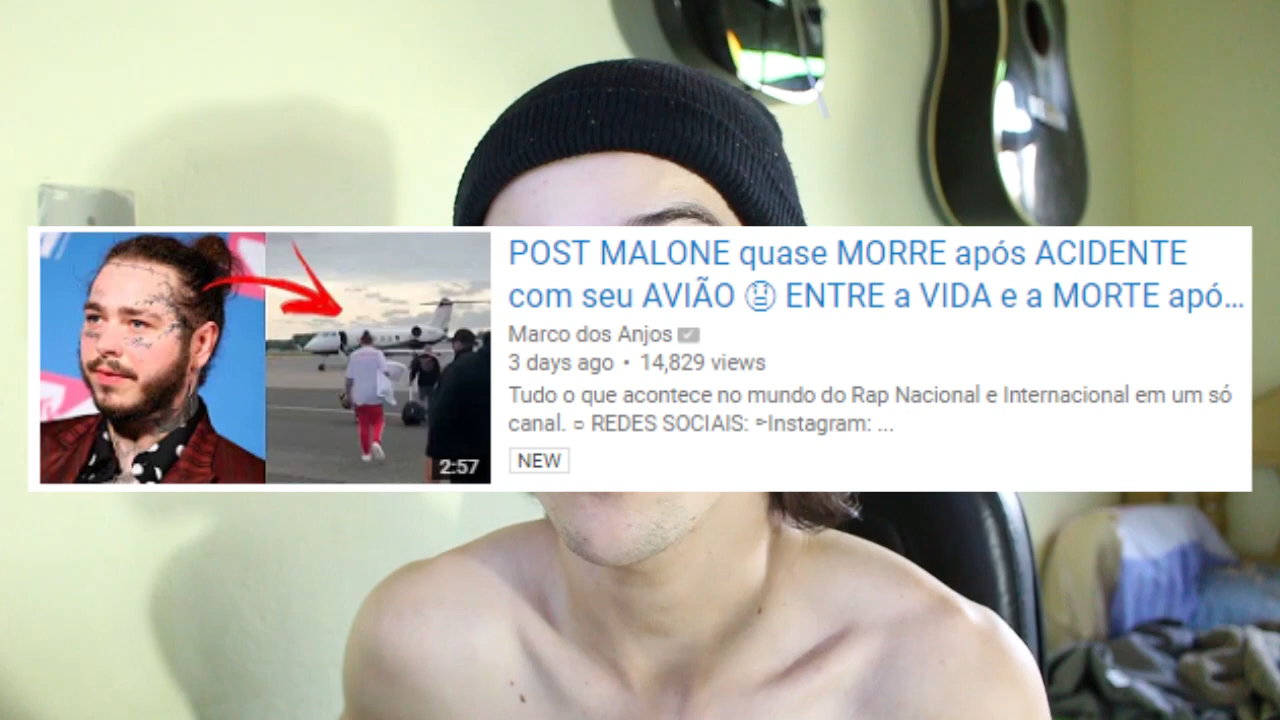 POST MALONE quase MORRE após ACIDENTE
com seu AVIÃO 😫 ENTRE a VIDA e a MORTE apó...
Marco dos Anjos
3 days ago • 14,829 views
Tudo o que acontece no mundo do Rap Nacional e Internacional em um só
canal. ▫ REDES SOCIAIS: ➳Instagram: ...
NEW
2:57